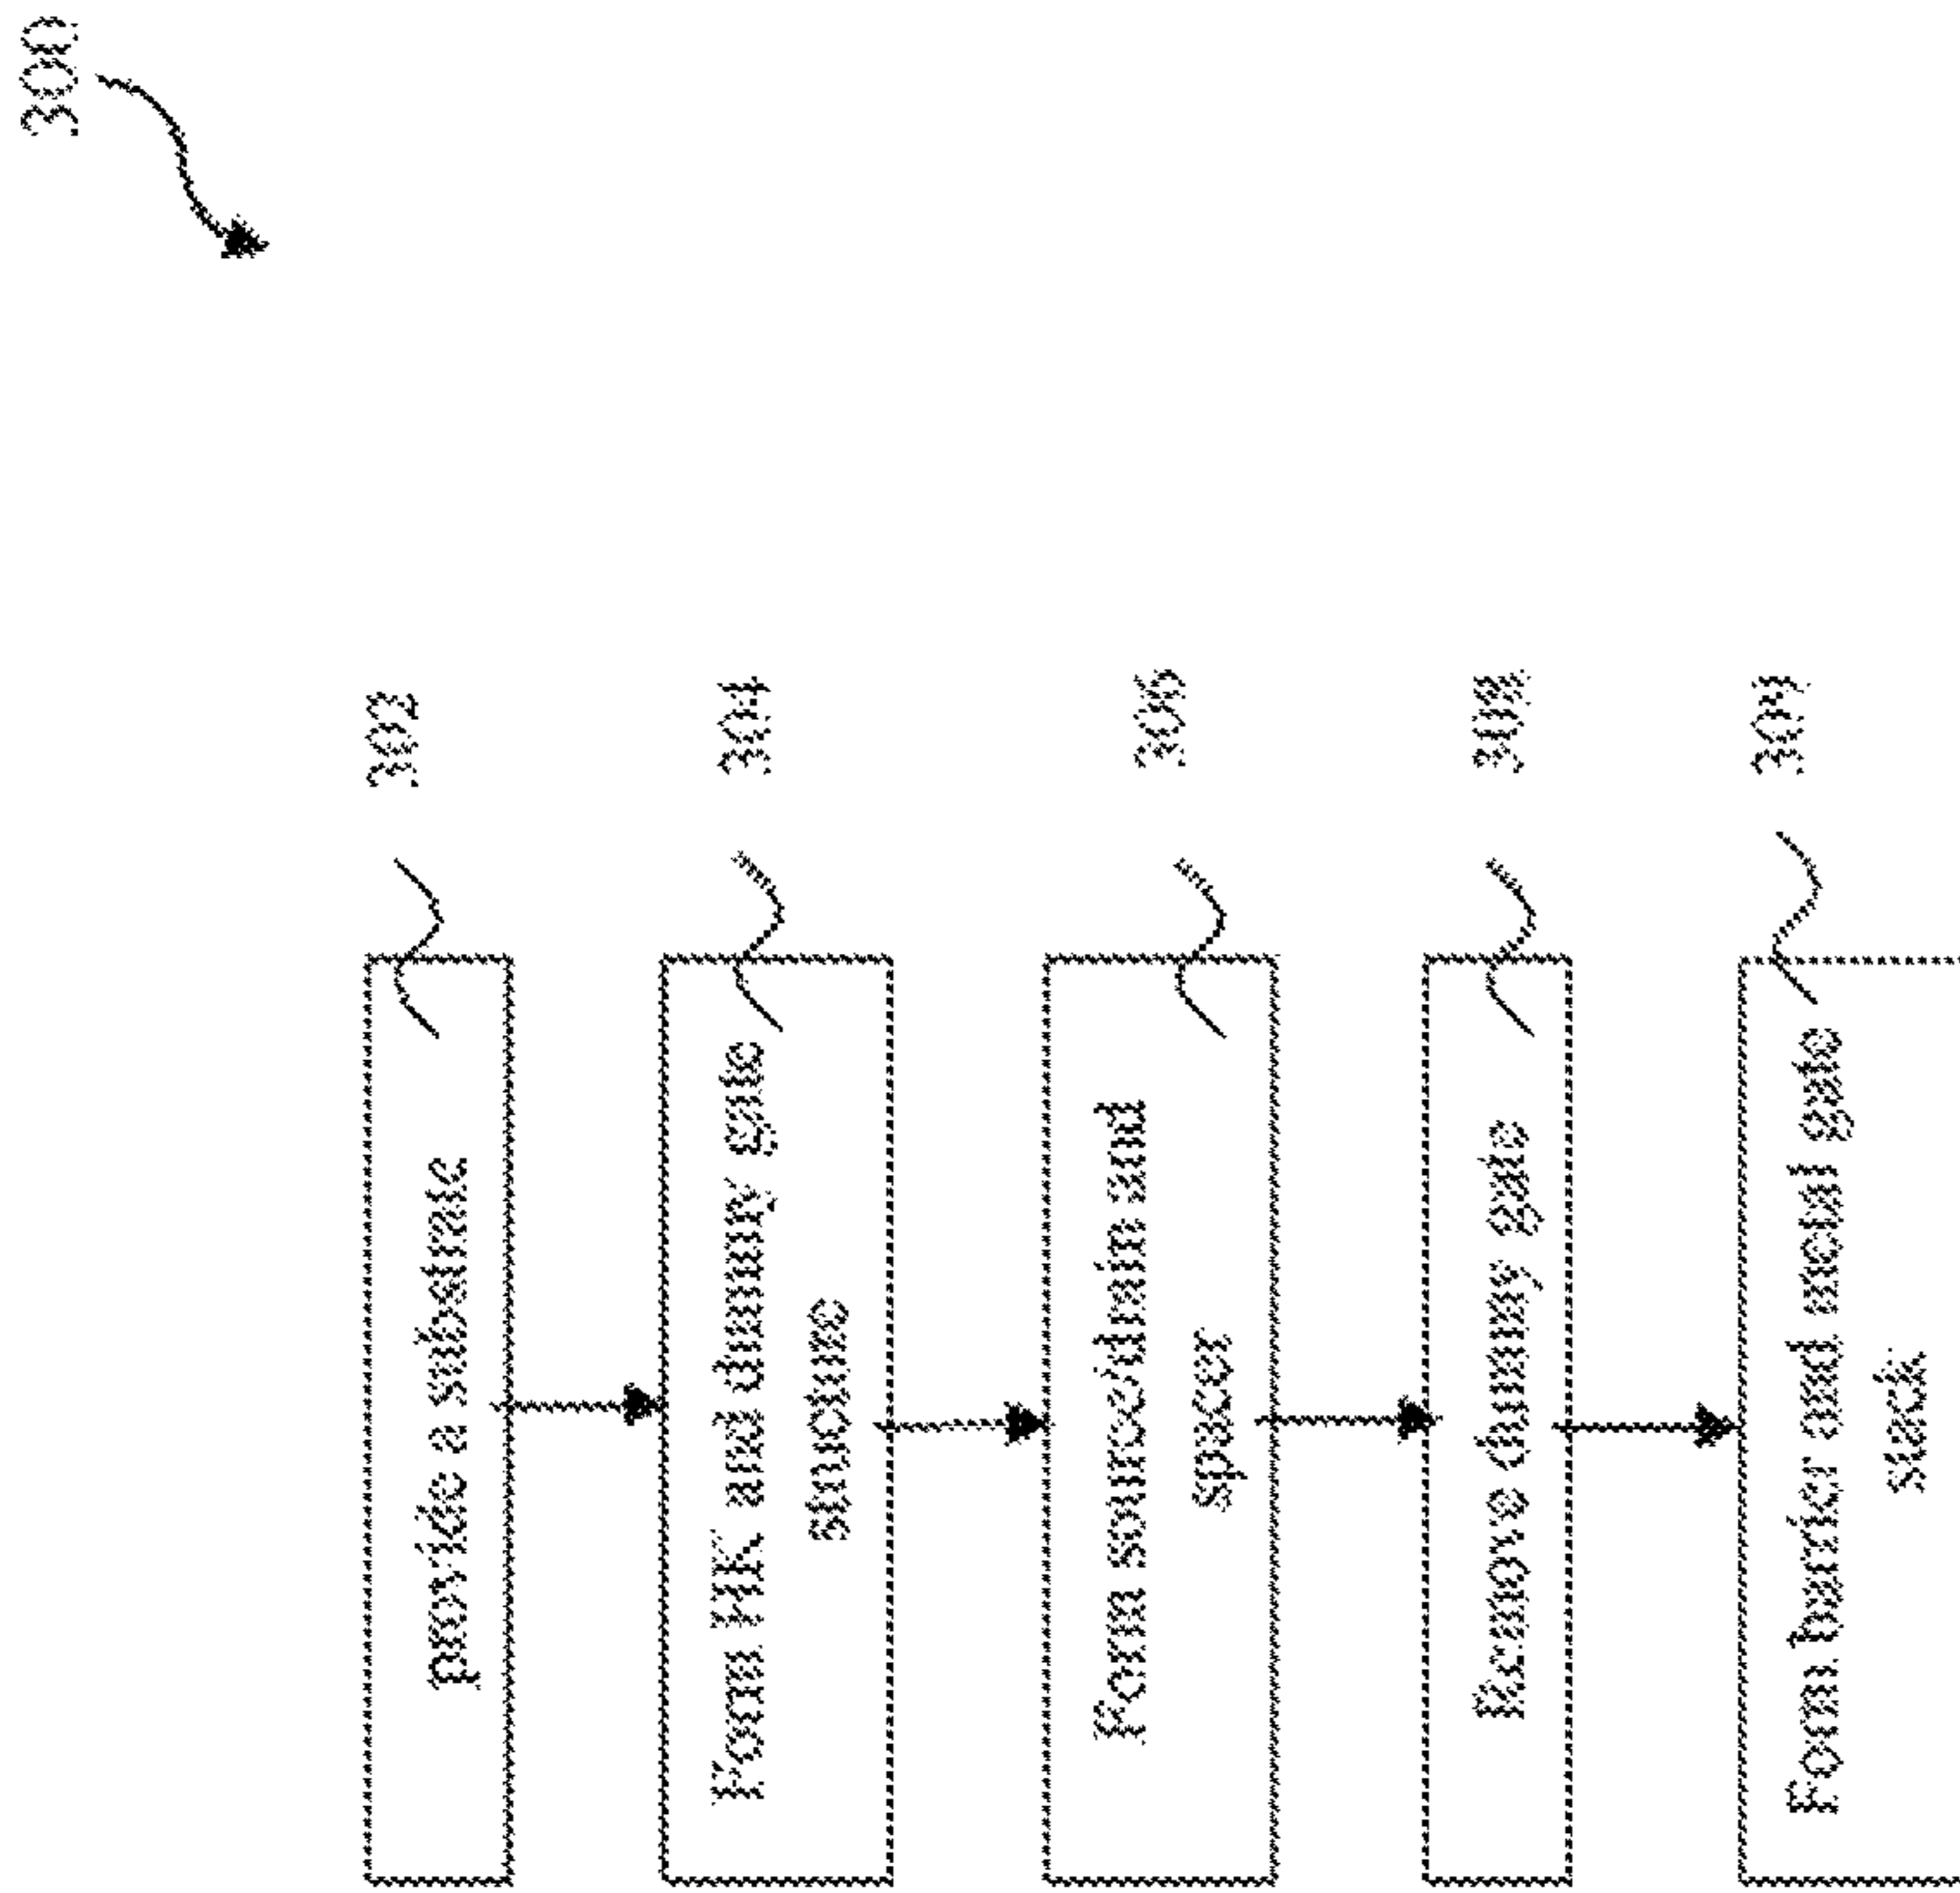 300
provide a substrate
302
Form HK and dummy gate
structure
304
Form source/drain and
spacer
306
Remove dummy gate
308
Form barrier and metal gate
stack
309